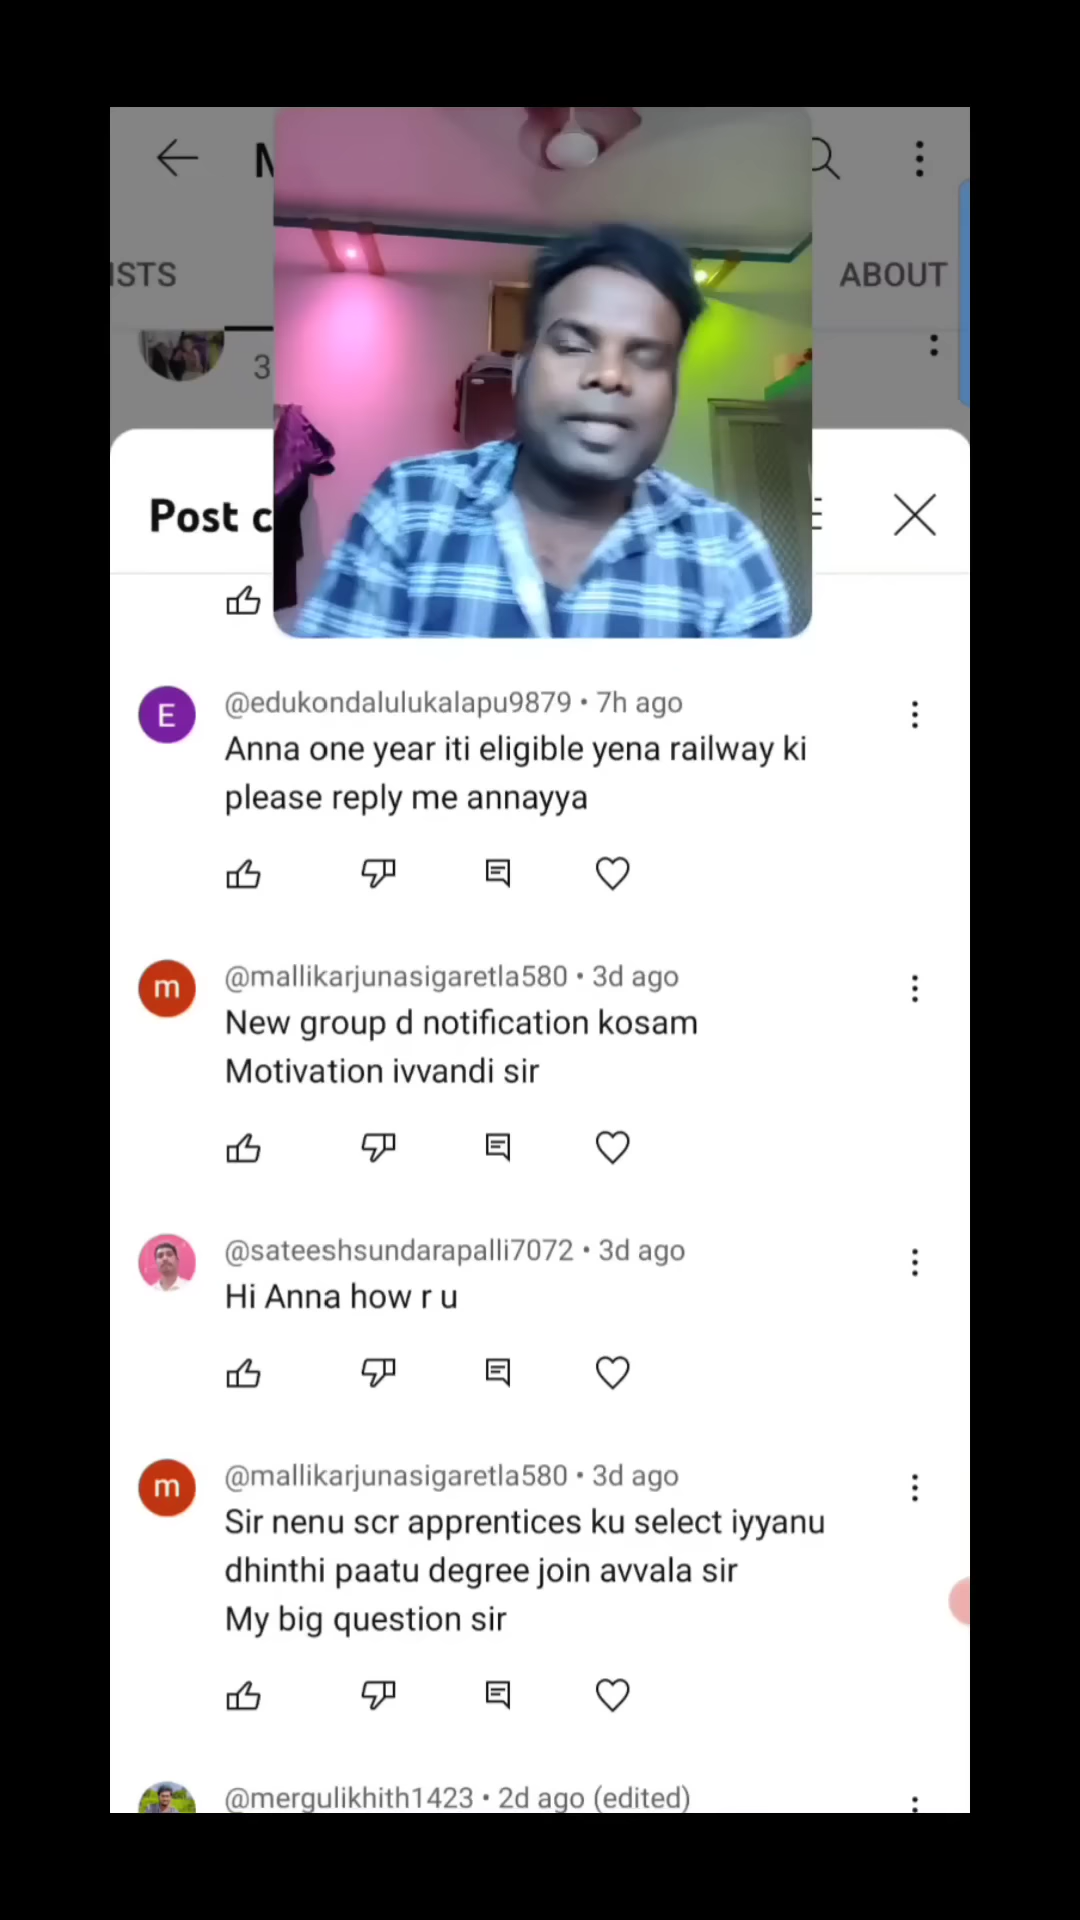 ISTS
ABOUT
3
Post c
E
@edukondalulukalapu9879 • 7h ago
Anna one year iti eligible yena railway ki
please reply me annayya
m
@mallikarjunasigaretla580 • 3d ago
New group d notification kosam
Motivation ivvandi sir
@sateeshsundarapalli7072 • 3d ago
Hi Anna how r u
m
@mallikarjunasigaretla580 • 3d ago
Sir nenu scr apprentices ku select iyyanu
dhinthi paatu degree join avvala sir
My big question sir
@mergulikhith1423 • 2d ago (edited)